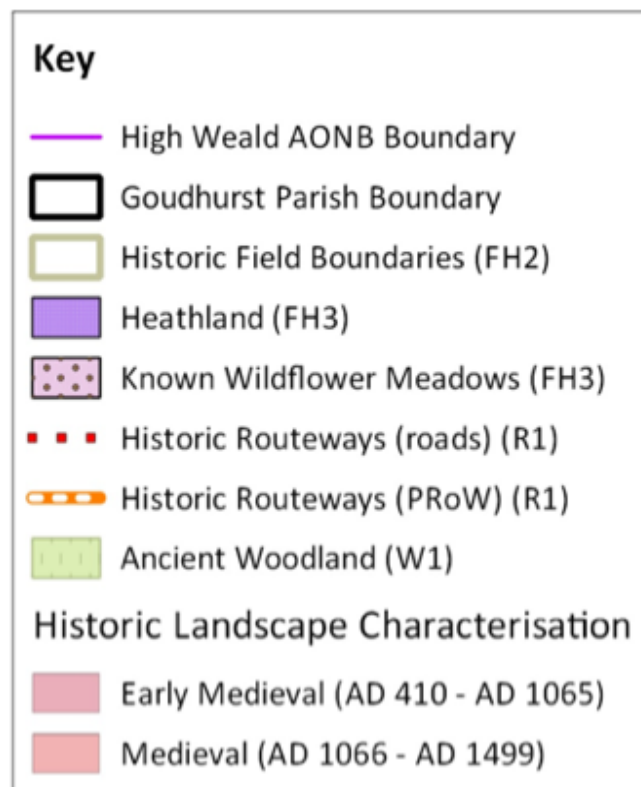 Key
High Weald AONB Boundary
Goudhurst Parish Boundary
Historic Field Boundaries (FH2)
Heathland (FH3)
Known Wildflower Meadows (FH3)
Historic Routeways (roads) (R1)
Historic Routeways (PRoW) (R1)
Ancient Woodland (W1)
Historic Landscape Characterisation
Early Medieval (AD 410 - AD 1065)
Medieval (AD 1066 - AD 1499)